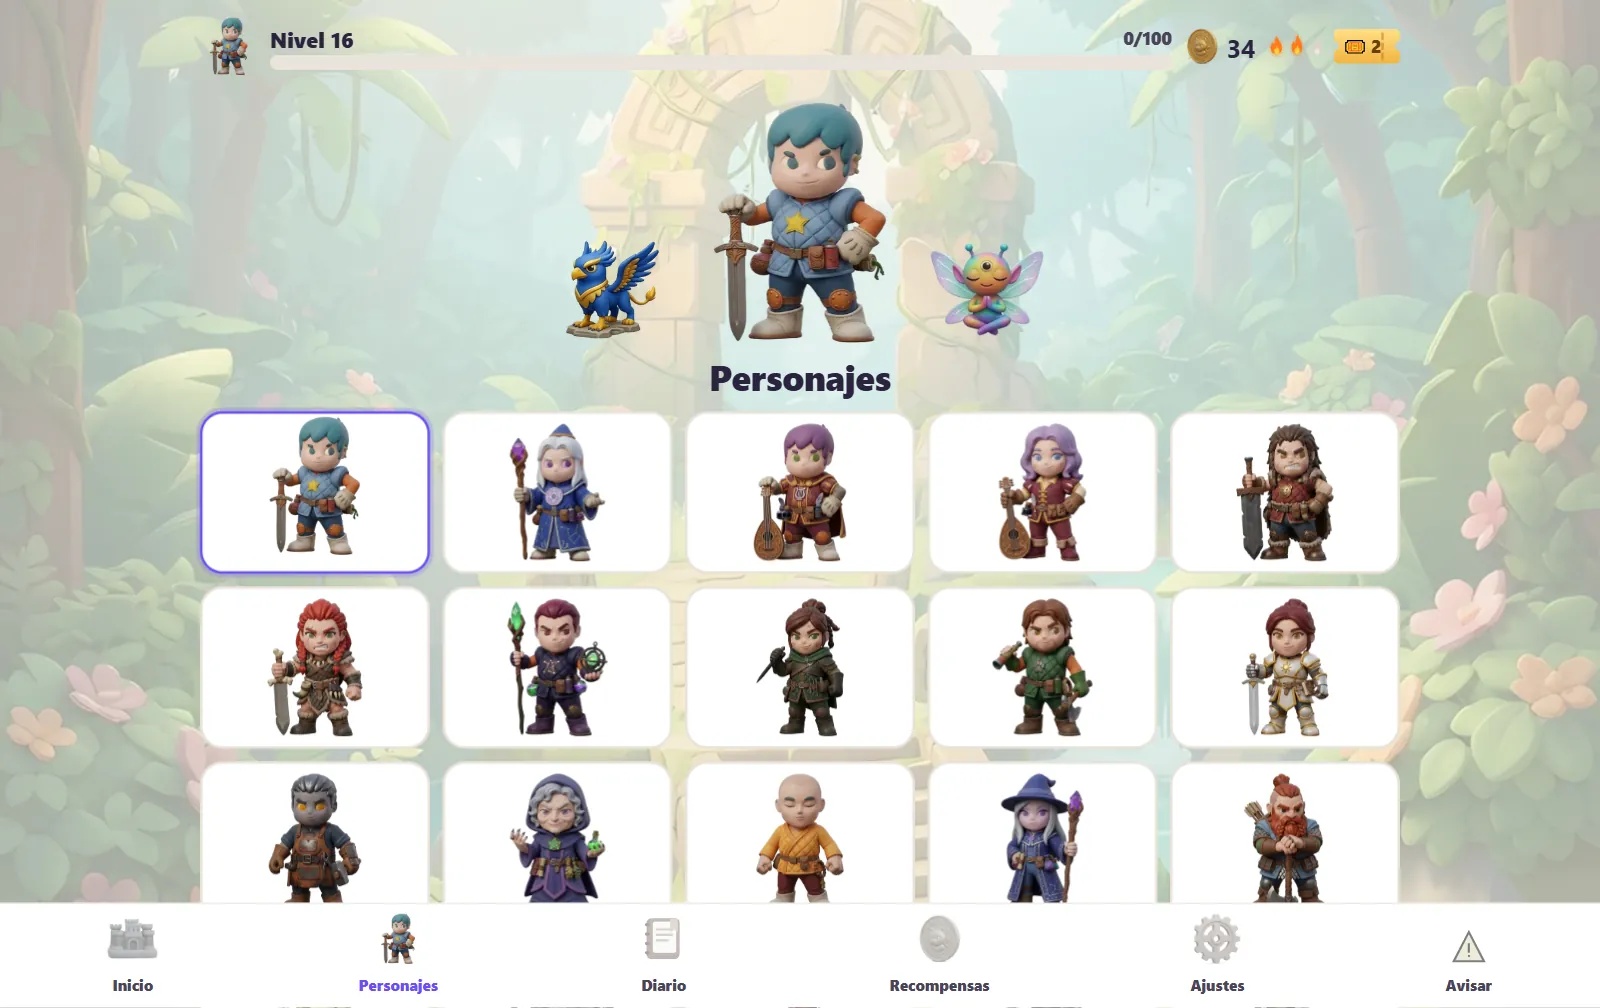 Nivel 16
0/100
34
2
Personajes
Inicio
Personajes
Diario
Recompensas
Ajustes
Avisar